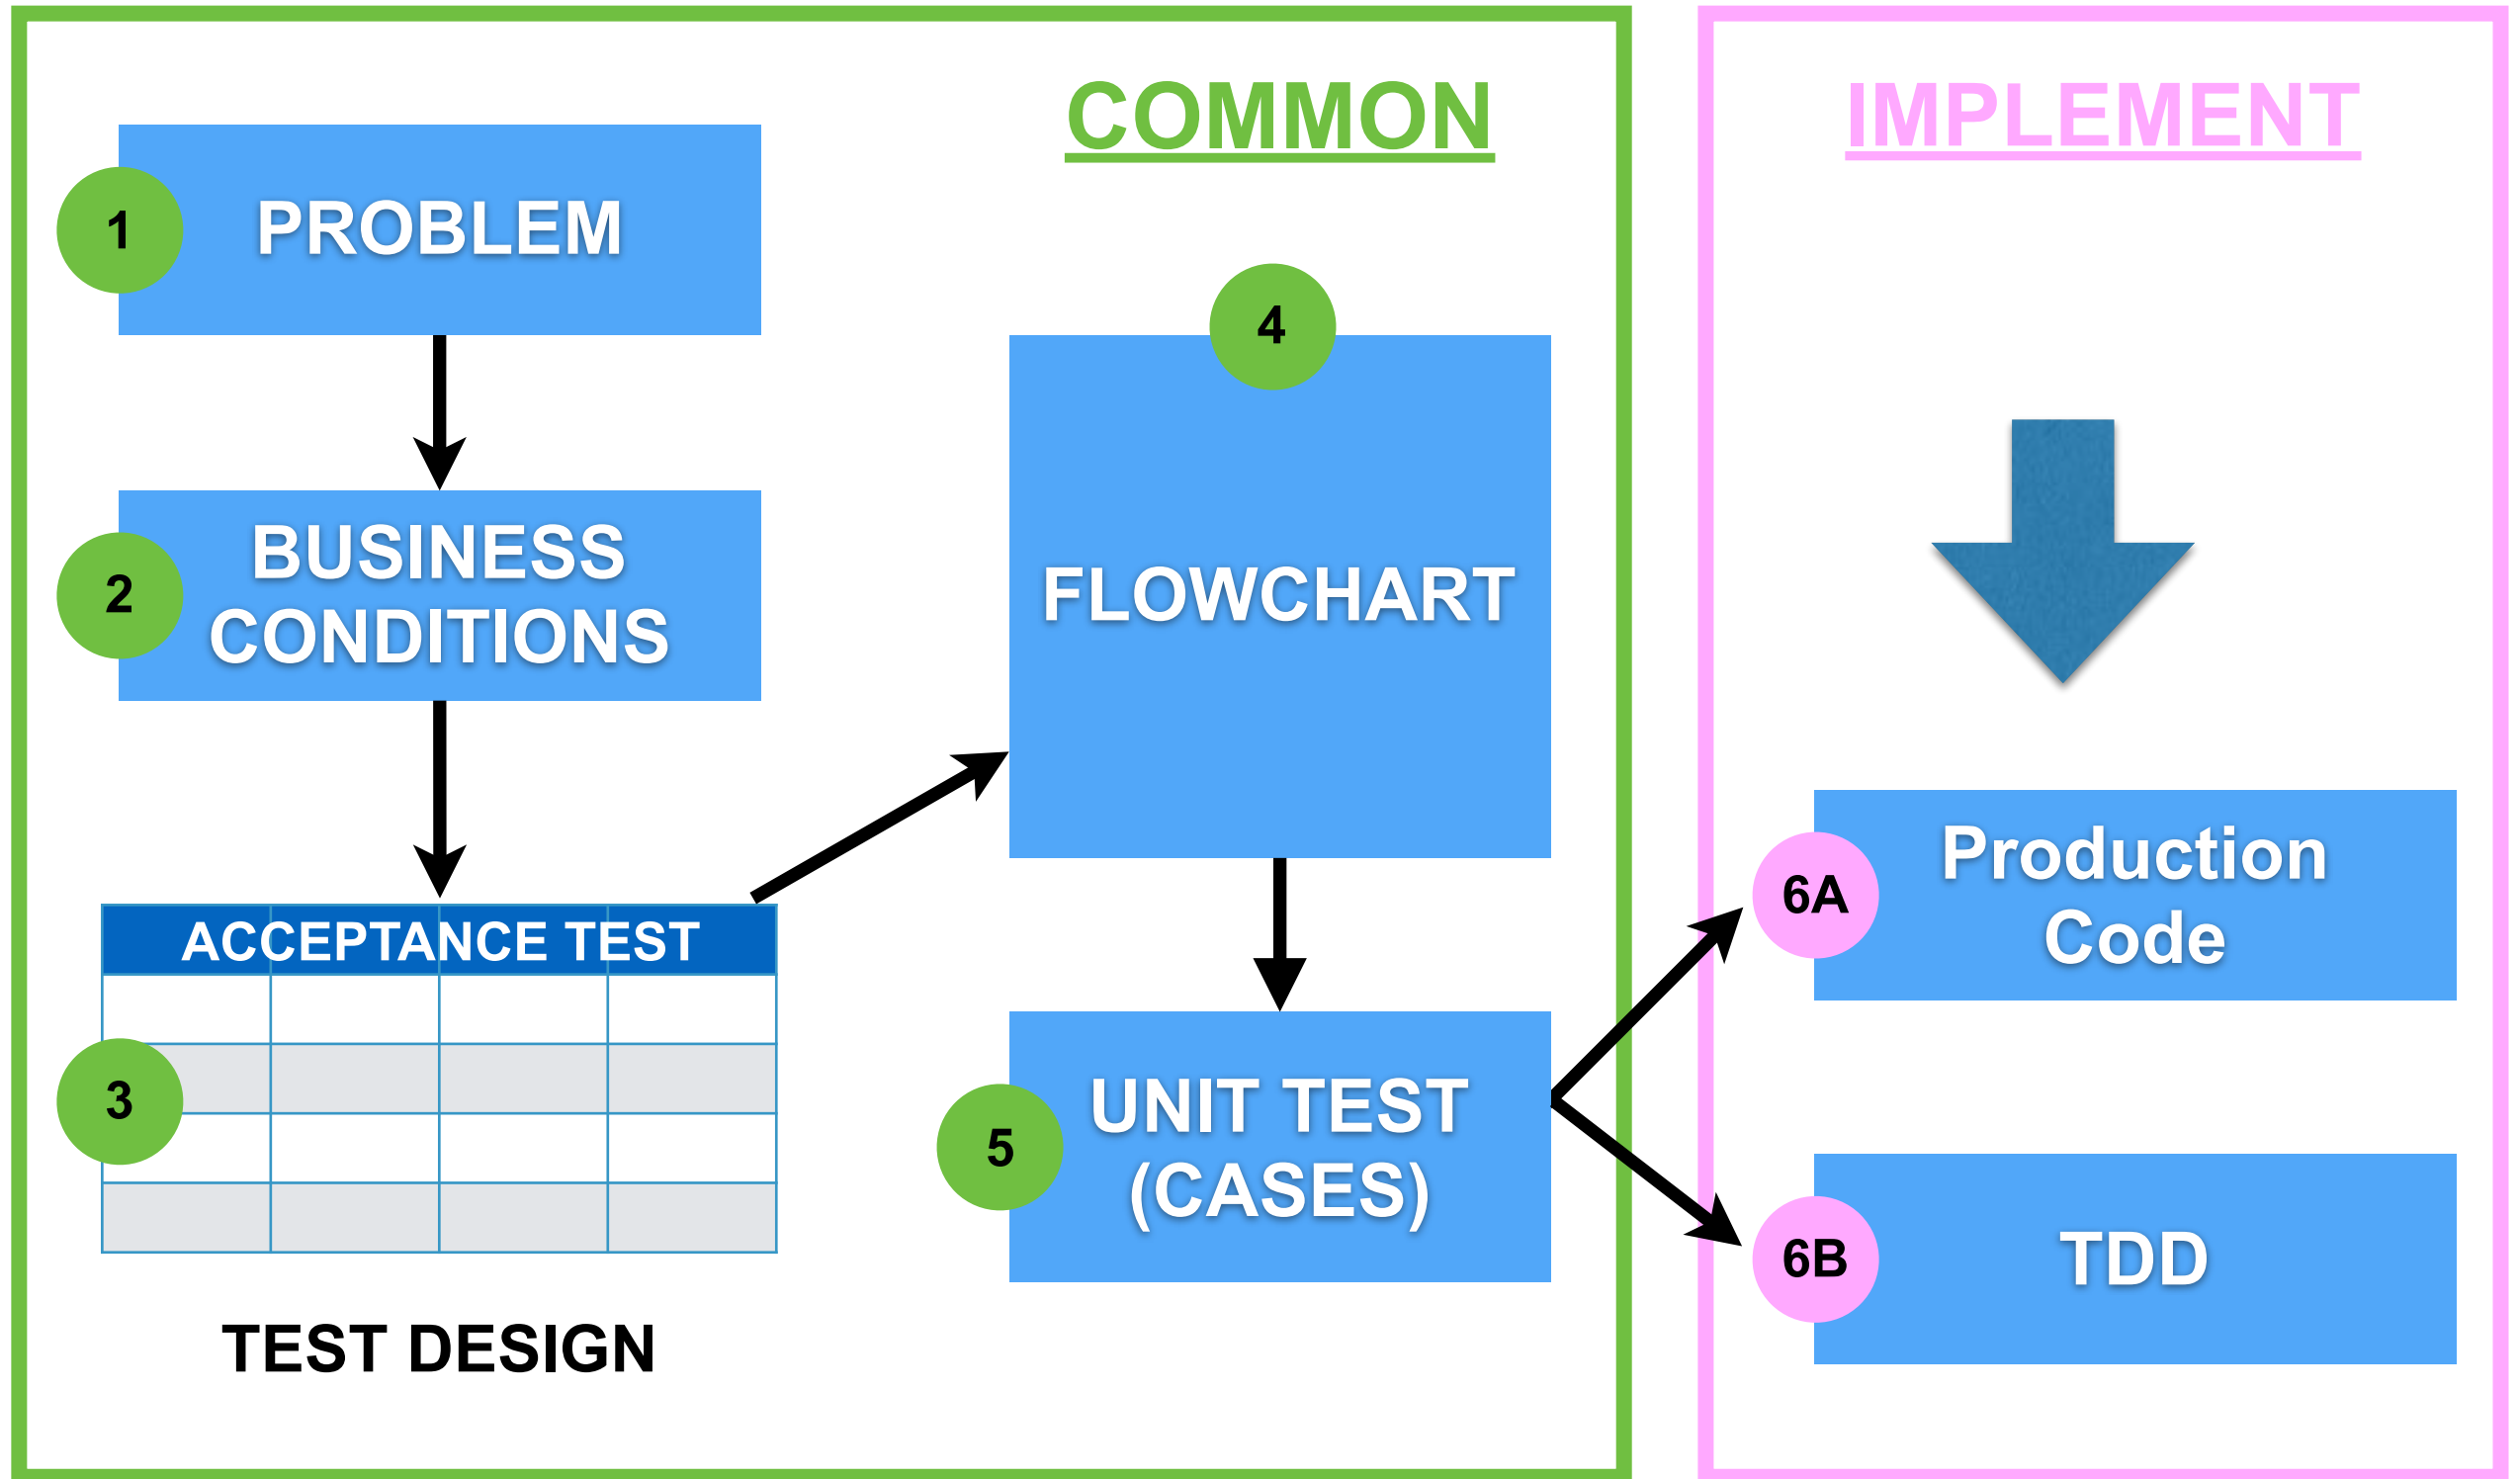 COMMON
1
PROBLEM
2
BUSINESS
CONDITIONS
ACCEPTANCE TEST
3
TEST DESIGN
4
FLOWCHART
5
UNIT TEST
(CASES)
IMPLEMENT
6A
Production
Code
6B
TDD